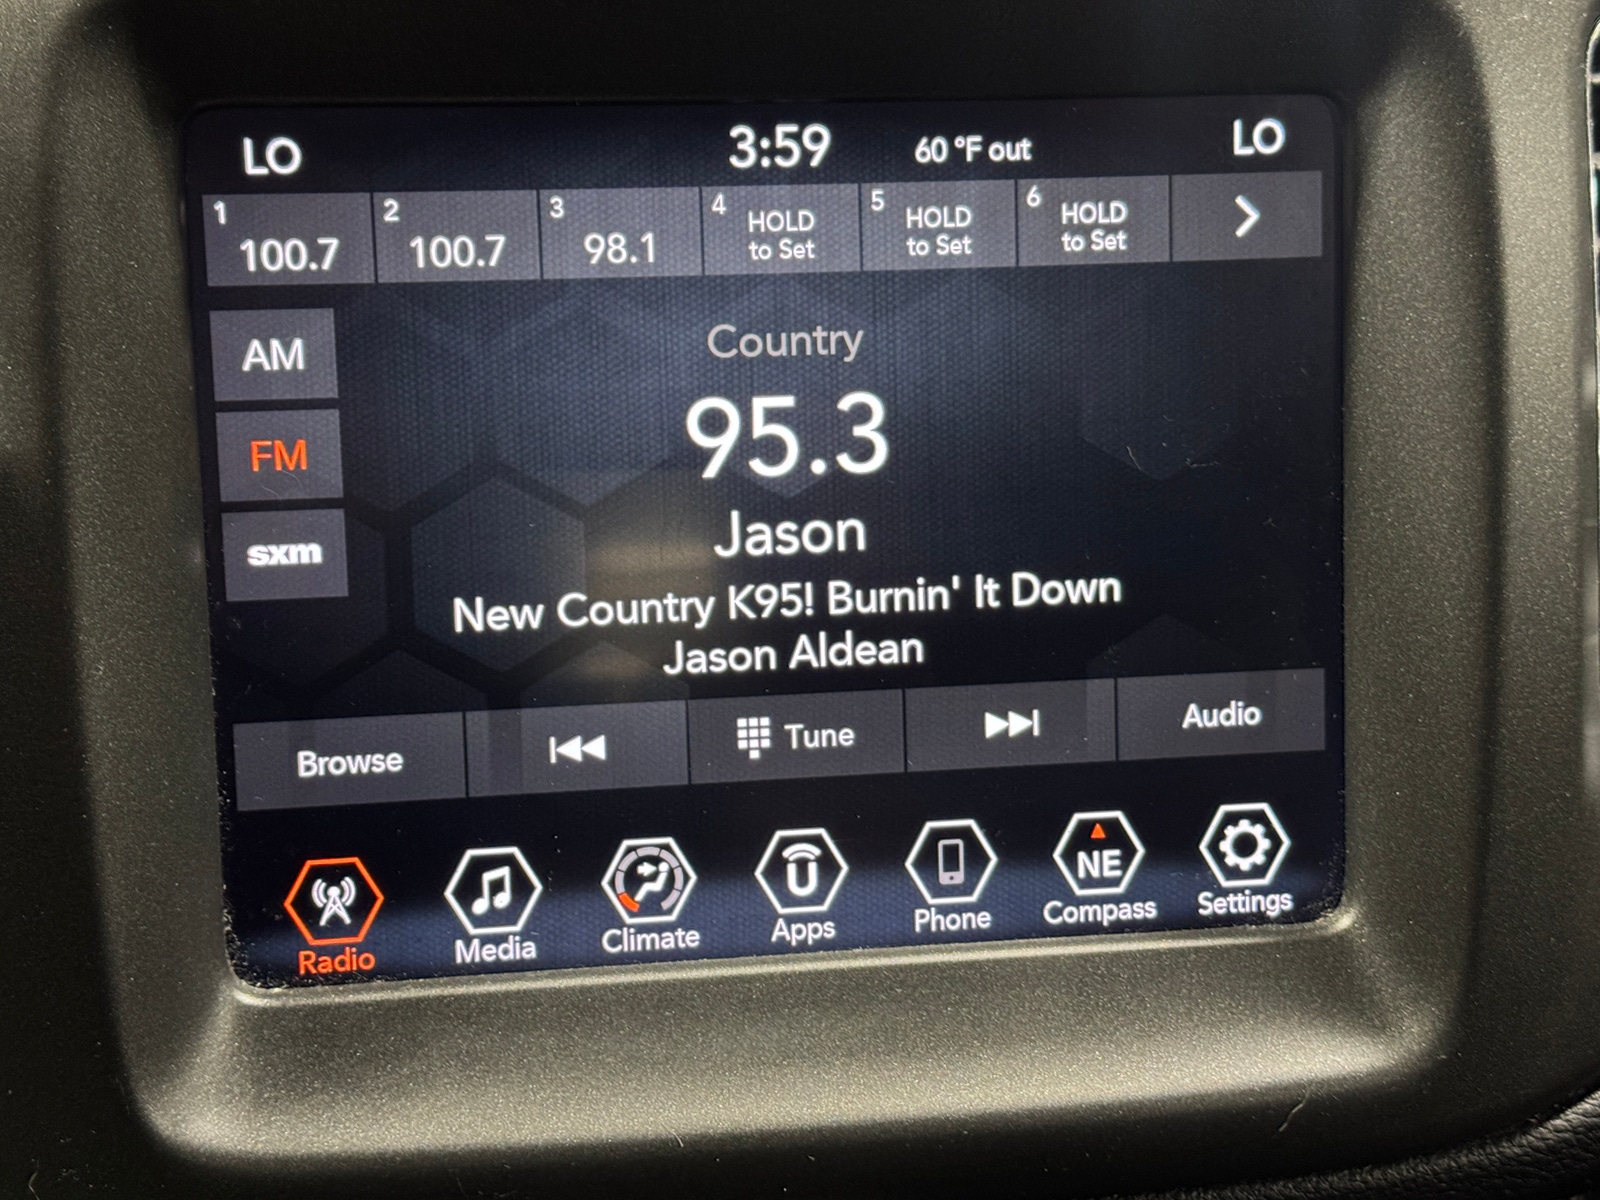 LO 3:59 60 °F out LO
1 100.7 2 100.7 3 98.1 4 HOLD to Set 5 HOLD to Set 6 HOLD to Set
AM
Country
95.3
FM
Jason
sxm
New Country K95! Burnin' It Down
Jason Aldean
Browse Tune Audio
U NE
Radio Media Climate Apps Phone Compass Settings